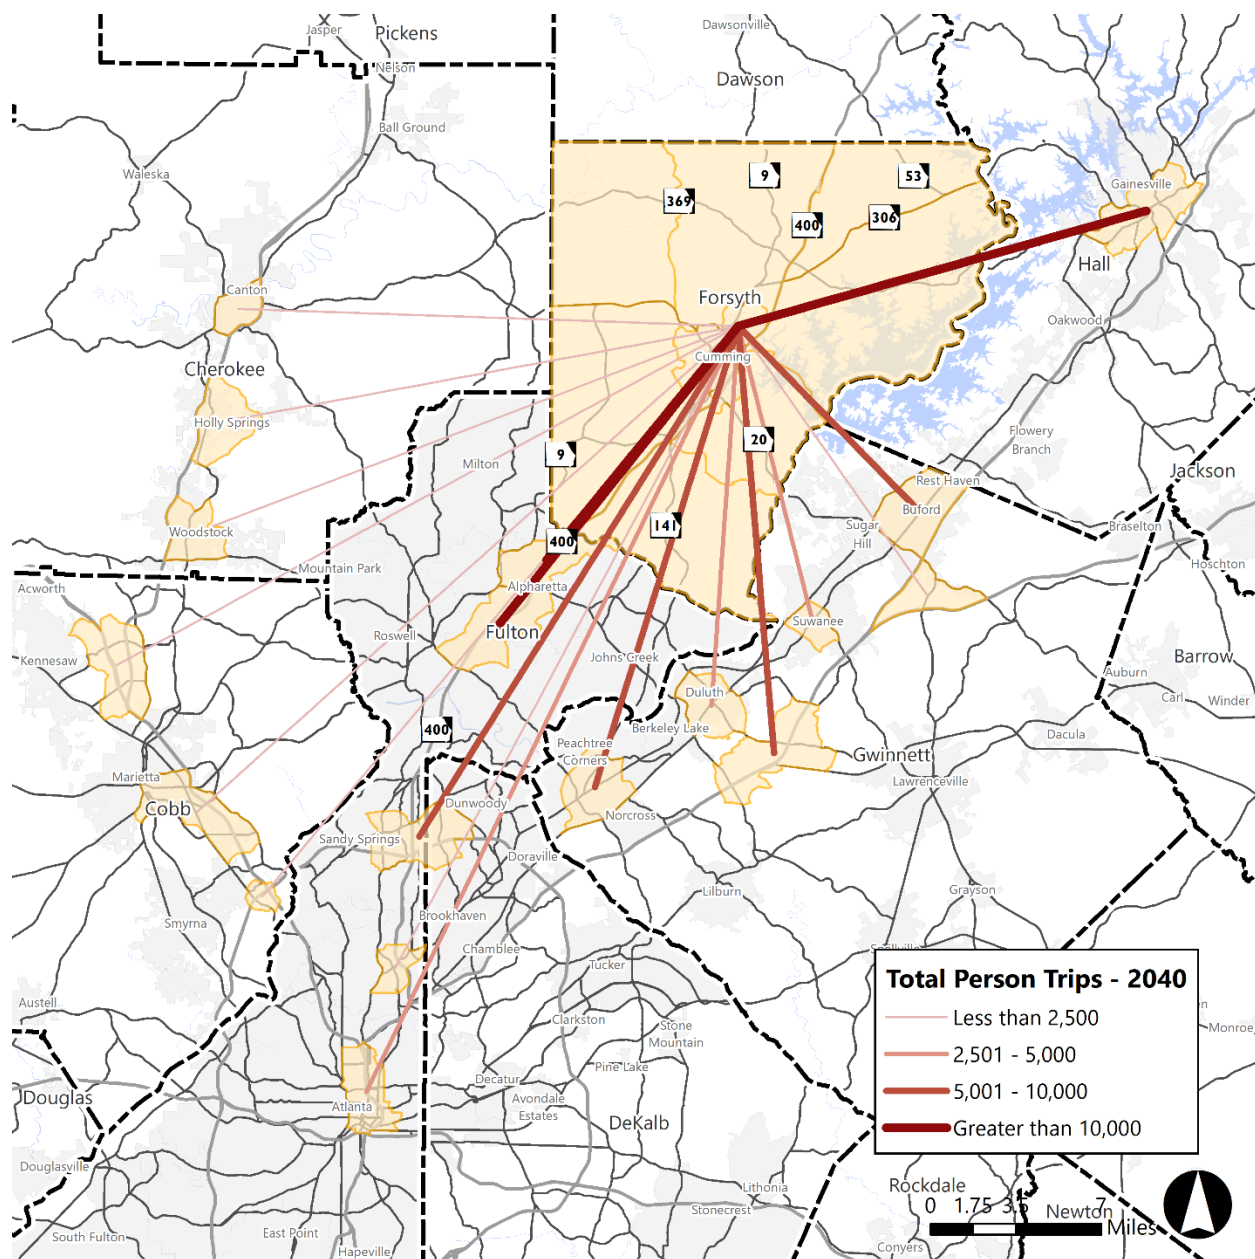 Jasper
Pickens
Dawsonville
Nelson
Dawson
Ball Ground
Waleska
9
53
Gainesville
369
400
306
Hall
Canton
Forsyth
Oakwood
Cumming
Cherokee
Holly Springs
Flowery
Branch
20
9
Milton
Jackson
Rest Haven
Buford
Woodstock
141
Sugar
Hill
Braselton
400
Hoschton
Mountain Park
Acworth
Alpharetta
Suwanee
Roswell
Fulton
Johns Creek
Kennesaw
Barrow
Auburn
Duluth
Carl
Winder
400
Berkeley Lake
Dacula
Peachtree
Corners
Gwinnett
Marietta
Lawrenceville
Cobb
Dunwoody
Norcross
Sandy Springs
Doraville
Lilburn
Grayson
Smyrna
Brookhaven
Chamblee
Tucker
Total Person Trips - 2040
Less than 2,500
2,501 - 5,000
5,001 - 10,000
Greater than 10,000
Austell
Clarkston
Stone
Mountain
Monroe
Pine Lake
Decatur
Douglas
Atlanta
Avondale
Estates
DeKalb
Douglasville
Lithonia
Rockdale
Stonecrest
0 1.75 3.5 7
Newton
Miles
South Fulton
East Point
Hapeville
Conyers